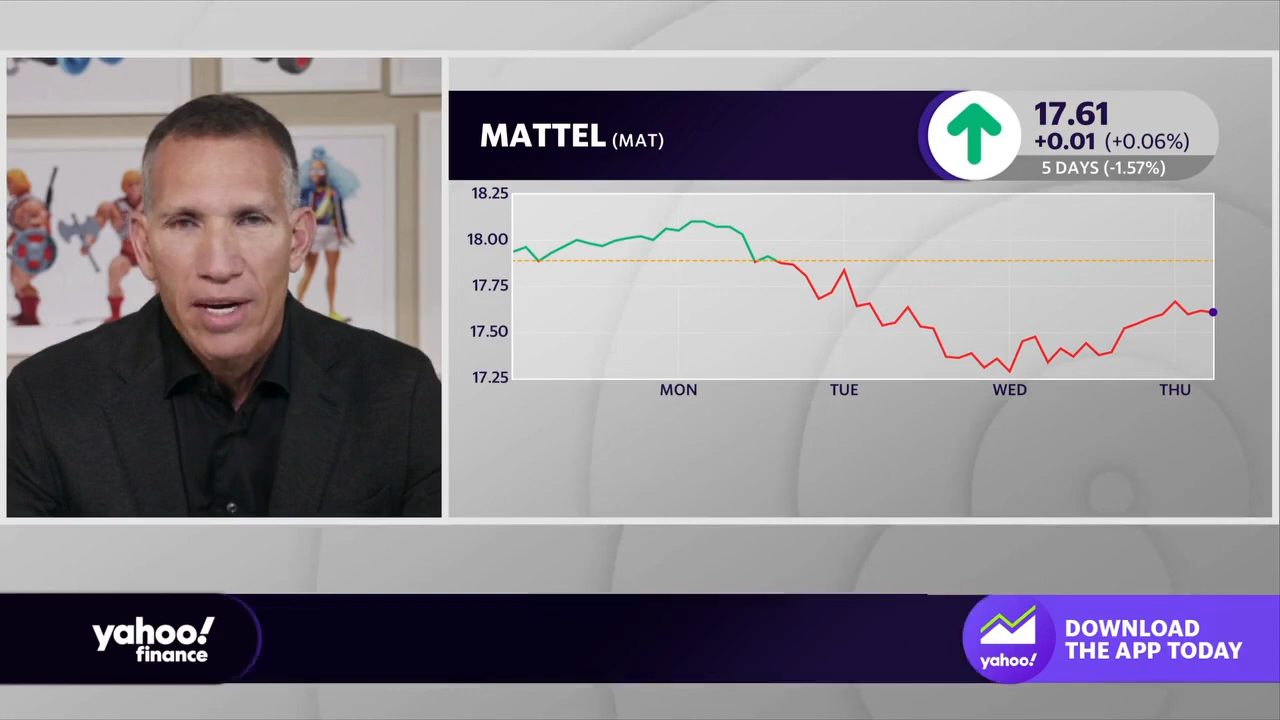 MATTEL (MAT)
17.61
+0.01 (+0.06%)
5 DAYS (-1.57%)
18.25
18.00
17.75
17.50
17.25
MON TUE WED THU
yahoo!
finance
yahoo!
DOWNLOAD
THE APP TODAY